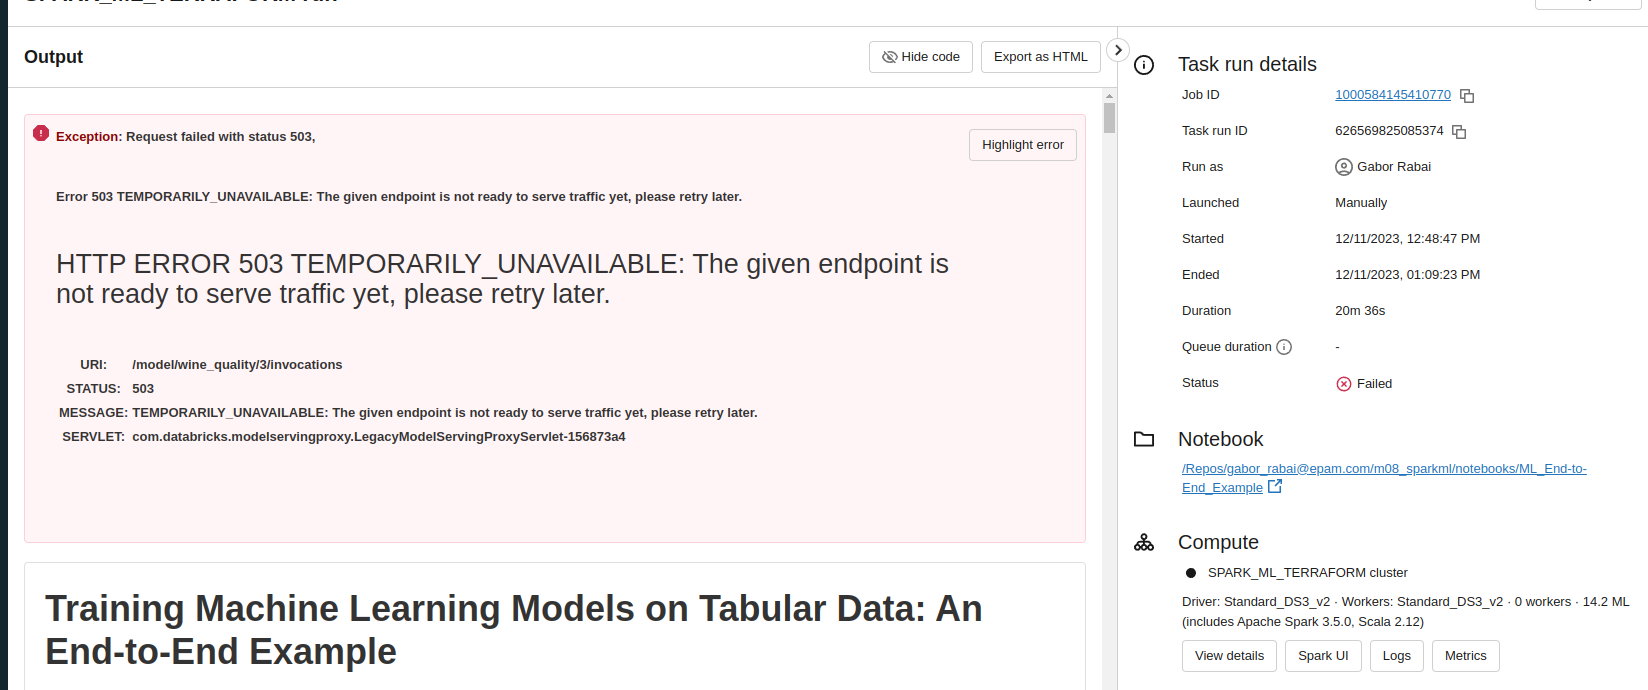 Output
Hide code
Export as HTML
Exception: Request failed with status 503,
Highlight error
Error 503 TEMPORARILY_UNAVAILABLE: The given endpoint is not ready to serve traffic yet, please retry later.
HTTP ERROR 503 TEMPORARILY_UNAVAILABLE: The given endpoint is
not ready to serve traffic yet, please retry later.
URI: /model/wine_quality/3/invocations
STATUS: 503
MESSAGE: TEMPORARILY_UNAVAILABLE: The given endpoint is not ready to serve traffic yet, please retry later.
SERVLET: com.databricks.modelservingproxy.LegacyModelServingProxyServlet-156873a4
Training Machine Learning Models on Tabular Data: An
End-to-End Example
Task run details
Job ID 1000584145410770
Task run ID 626569825085374
Run as Gabor Rabai
Launched Manually
Started 12/11/2023, 12:48:47 PM
Ended 12/11/2023, 01:09:23 PM
Duration 20m 36s
Queue duration -
Status Failed
Notebook
/Repos/gabor_rabai@epam.com/m08_sparkml/notebooks/ML_End-to-
End_Example
Compute
SPARK_ML_TERRAFORM cluster
Driver: Standard_DS3_v2 · Workers: Standard_DS3_v2 · 0 workers · 14.2 ML
(includes Apache Spark 3.5.0, Scala 2.12)
View details
Spark UI
Logs
Metrics